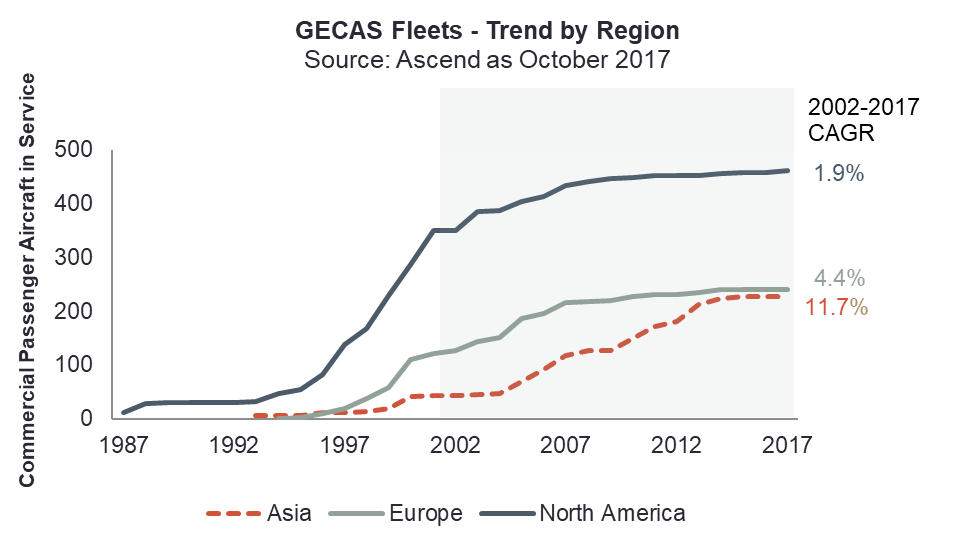 GECAS Fleets - Trend by Region
Source: Ascend as October 2017
Commercial Passenger Aircraft in Service
2002-2017
CAGR
500
400
300
200
100
0
1.9%
4.4%
11.7%
1987 1992 1997 2002 2007 2012 2017
Asia Europe North America